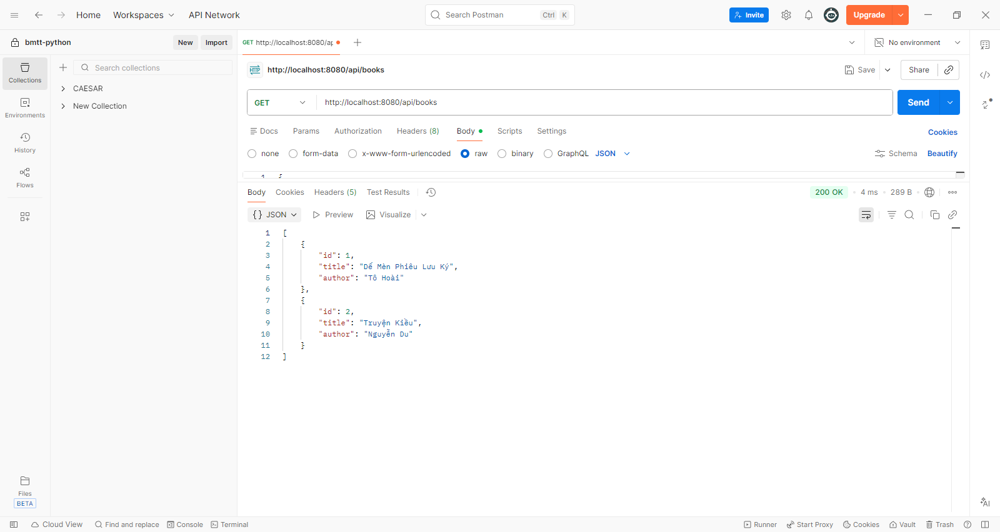 Home Workspaces API Network Search Postman Ctrl K Invite Upgrade
bmtt-python New Import GET http://localhost:8080/ap No environment
Collections Search collections http://localhost:8080/api/books Save Share
CAESAR
New Collection
Environments
History
Flows
GET http://localhost:8080/api/books Send
Docs Params Authorization Headers (8) Body Scripts Settings Cookies
none form-data x-www-form-urlencoded raw binary GraphQL JSON Schema Beautify
1 {
Body Cookies Headers (5) Test Results 200 OK 4 ms 289 B
{} JSON Preview Visualize
1 [
2 {
3 "id": 1,
4 "title": "Dế Mèn Phiêu Lưu Ký",
5 "author": "Tô Hoài"
6 },
7 {
8 "id": 2,
9 "title": "Truyện Kiều",
10 "author": "Nguyễn Du"
11 }
12 ]
Files
BETA
AI
Cloud View Find and replace Console Terminal Runner Start Proxy Cookies Vault Trash